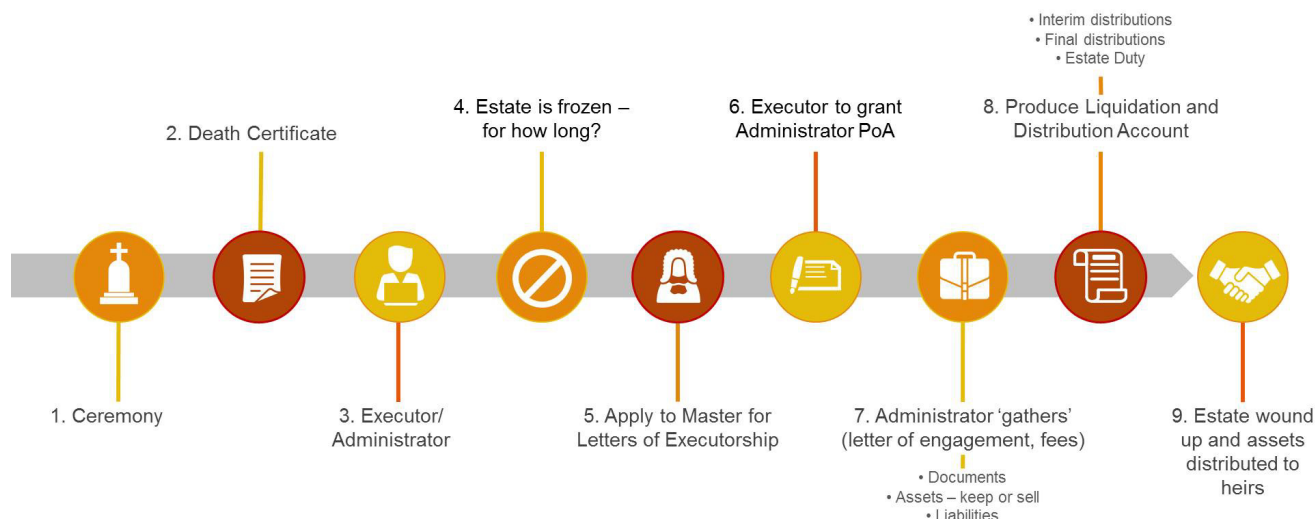 1. Ceremony
2. Death Certificate
3. Executor/
Administrator
4. Estate is frozen –
for how long?
5. Apply to Master for
Letters of Executorship
6. Executor to grant
Administrator PoA
7. Administrator ‘gathers’
(letter of engagement, fees)
• Documents
• Assets – keep or sell
• Liabilities
• Interim distributions
• Final distributions
• Estate Duty
8. Produce Liquidation and
Distribution Account
9. Estate wound
up and assets
distributed to
heirs